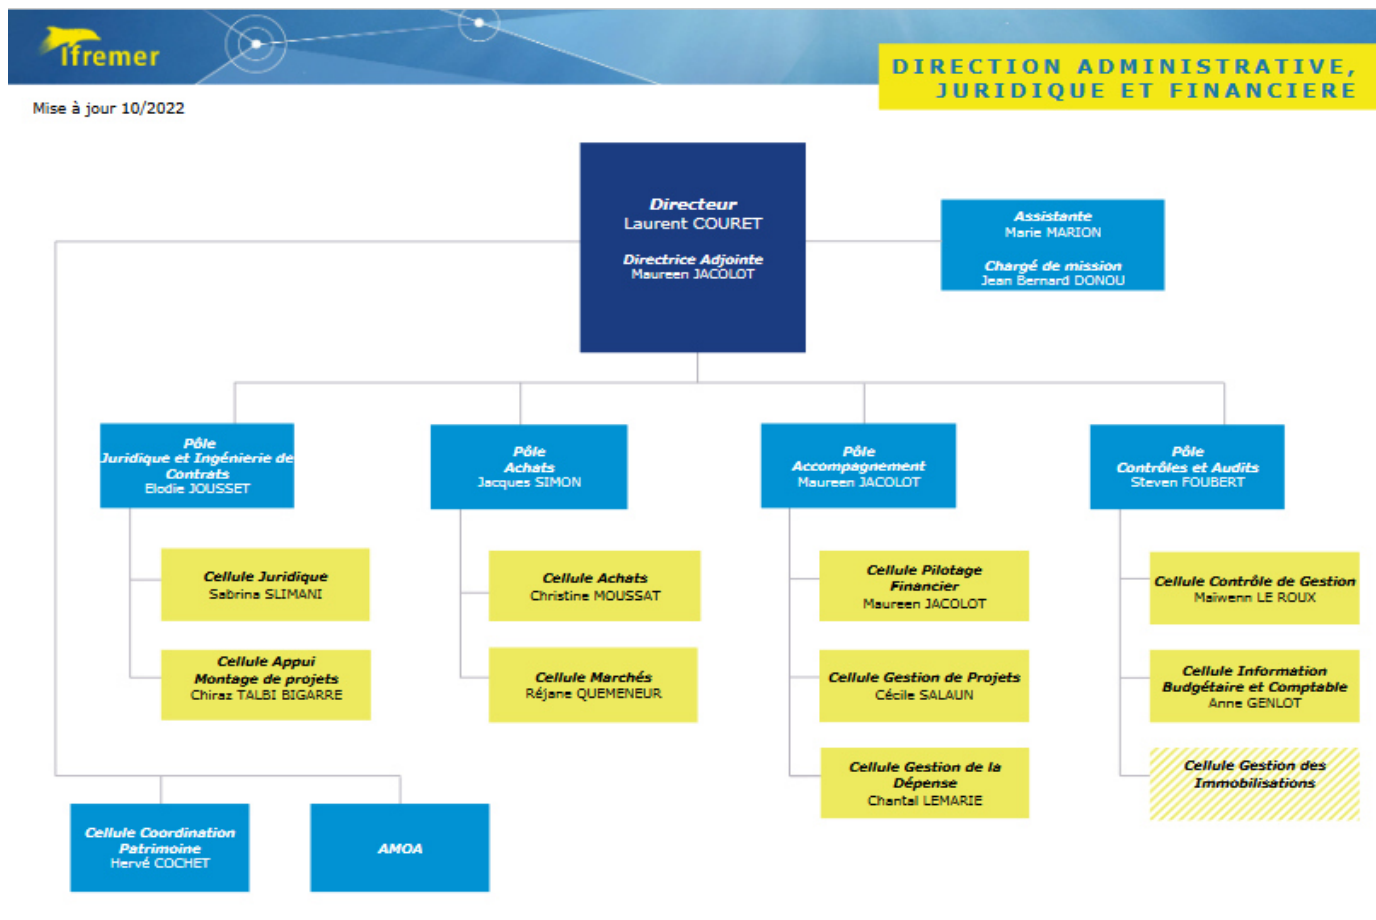 Ifremer
DIRECTION ADMINISTRATIVE,
JURIDIQUE ET FINANCIERE
Mise à jour 10/2022
Directeur
Laurent COURET
Directrice Adjointe
Maureen JACOLOT
Assistante
Marie MARION
Chargé de mission
Jean Bernard DONOU
Pôle
Juridique et Ingénierie de
Contrats
Elodie JOUSSET
Pôle
Achats
Jacques SIMON
Pôle
Accompagnement
Maureen JACOLOT
Pôle
Contrôles et Audits
Steven FOUBERT
Cellule Juridique
Sabrina SLIMANI
Cellule Achats
Christine MOUSSAT
Cellule Pilotage
Financier
Maureen JACOLOT
Cellule Contrôle de Gestion
Maïwenn LE ROUX
Cellule Appui
Montage de projets
Chiraz TALBI BIGARRE
Cellule Marchés
Réjane QUEMENEUR
Cellule Gestion de Projets
Cécile SALAUN
Cellule Information
Budgétaire et Comptable
Anne GENLOT
Cellule Gestion de la
Dépense
Chantal LEMARIE
Cellule Gestion des
Immobilisations
Cellule Coordination
Patrimoine
Hervé COCHET
AMOA